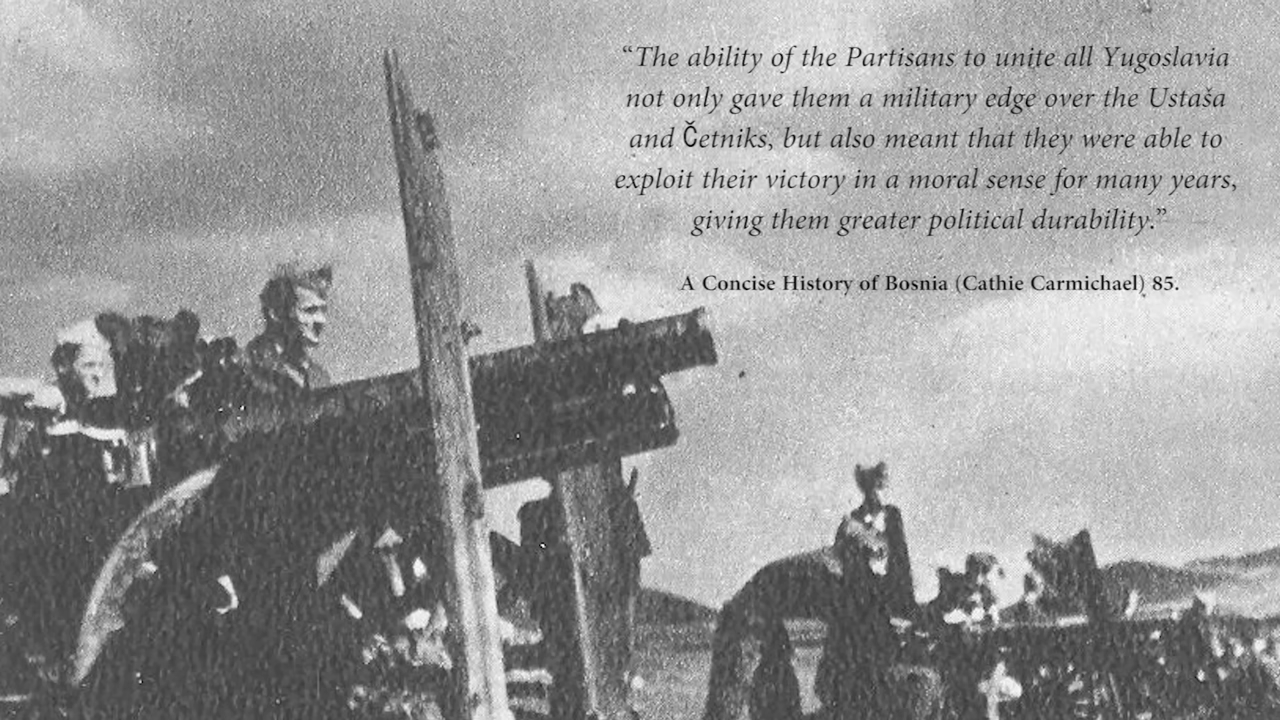 “The ability of the Partisans to unite all Yugoslavia
not only gave them a military edge over the Ustaša
and Četniks, but also meant that they were able to
exploit their victory in a moral sense for many years,
giving them greater political durability.”
A Concise History of Bosnia (Cathie Carmichael) 85.